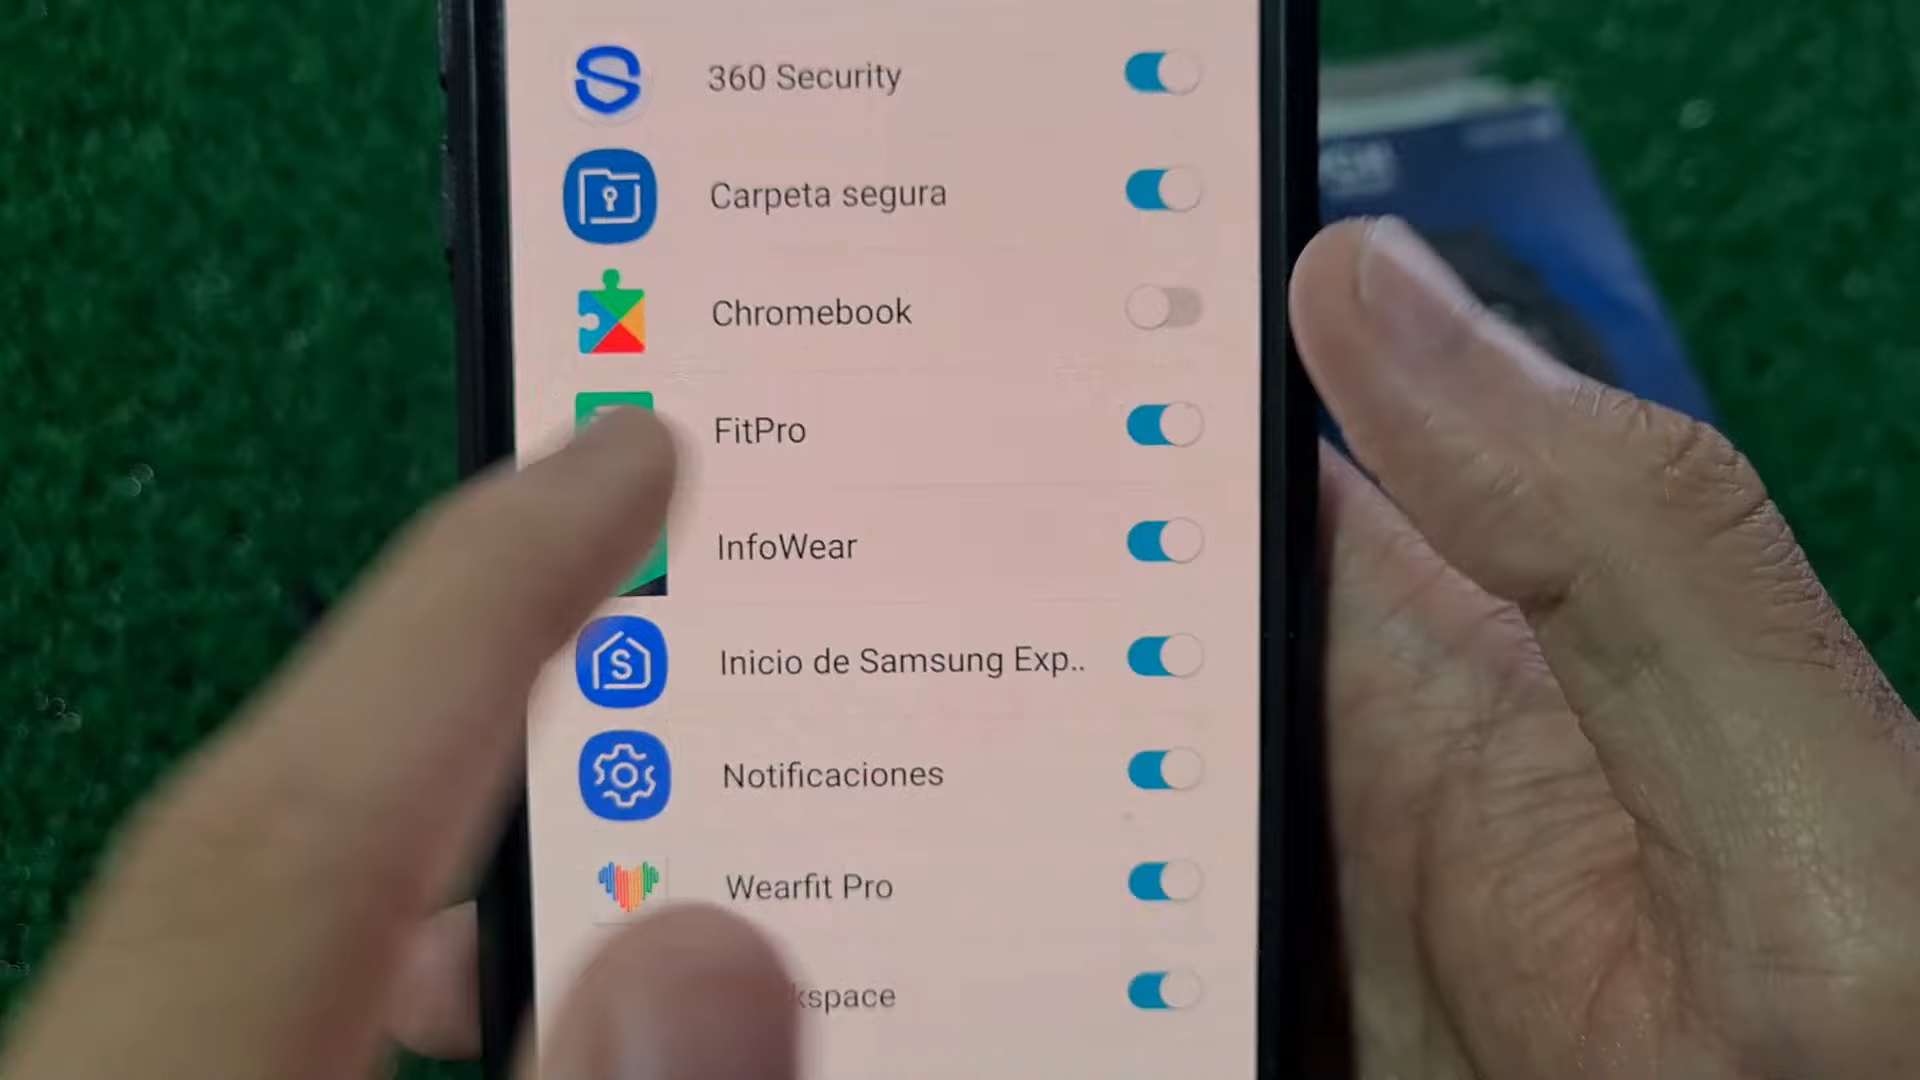 360 Security
Carpeta segura
Chromebook
FitPro
InfoWear
Inicio de Samsung Exp..
Notificaciones
Wearfit Pro
kspace